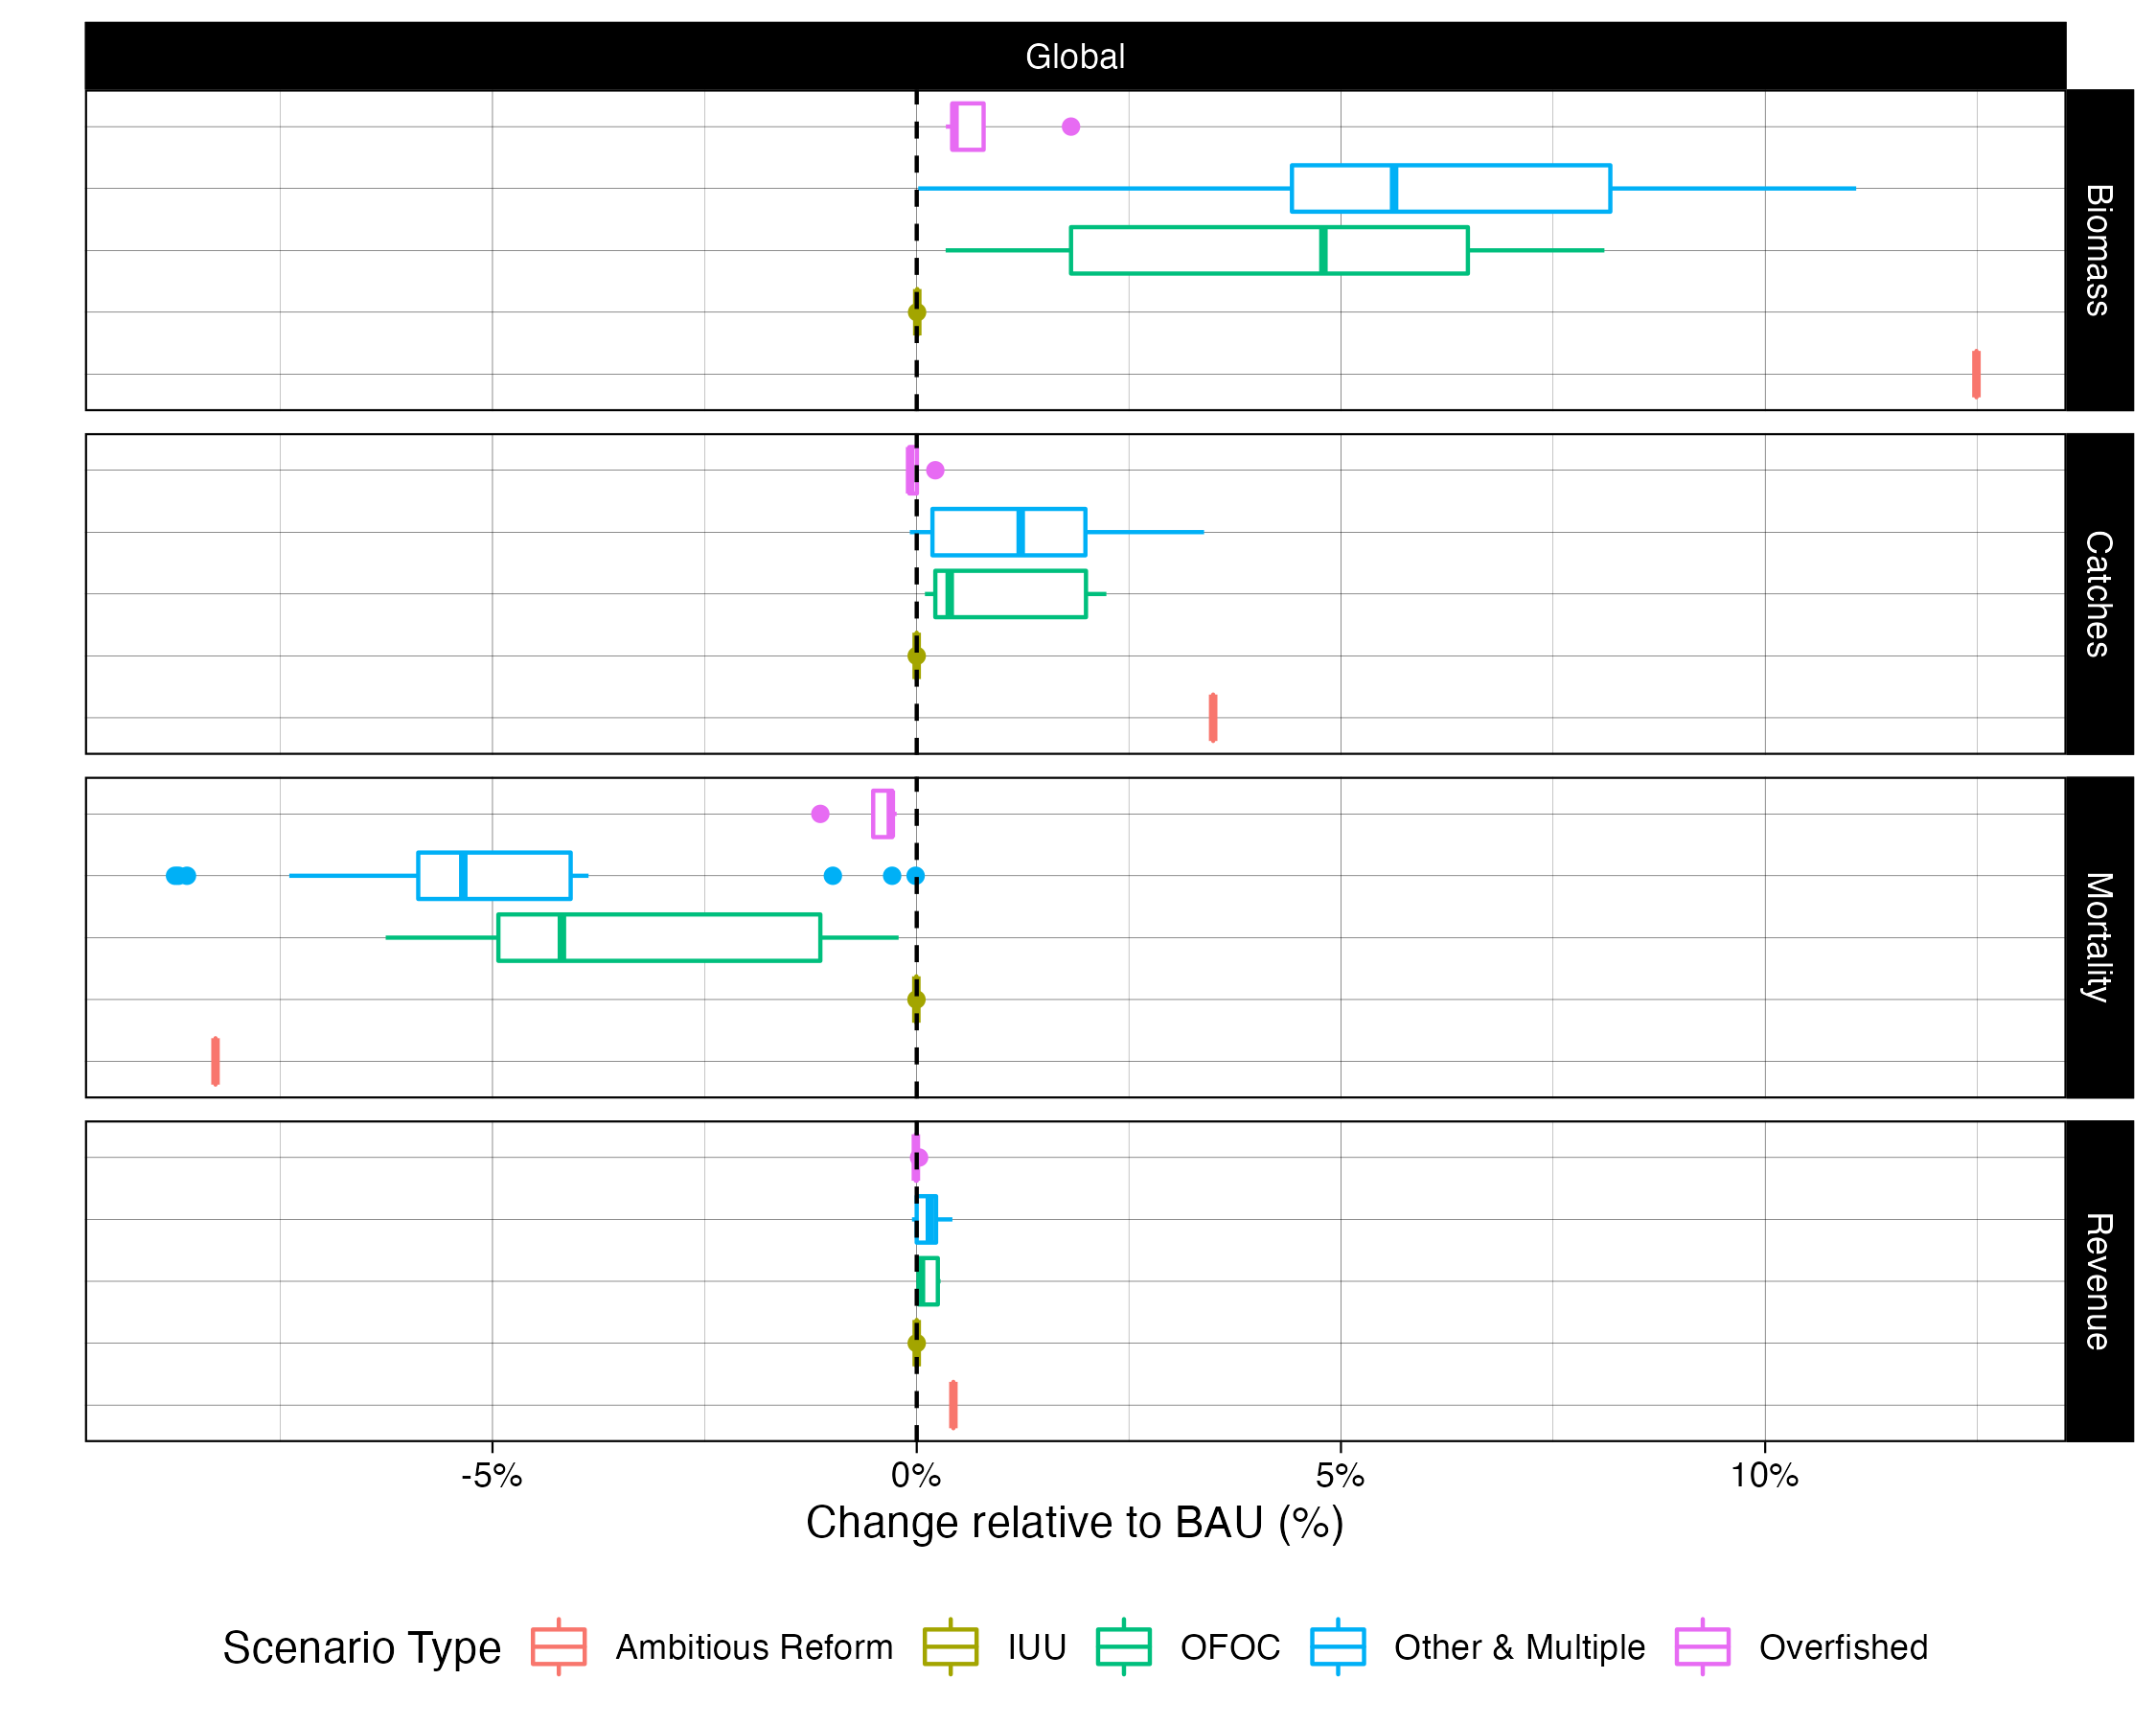 Global
Biomass
Catches
Mortality
Revenue
-5% 0% 5% 10%
Change relative to BAU (%)
Scenario Type Ambitious Reform IUU OFOC Other & Multiple Overfished